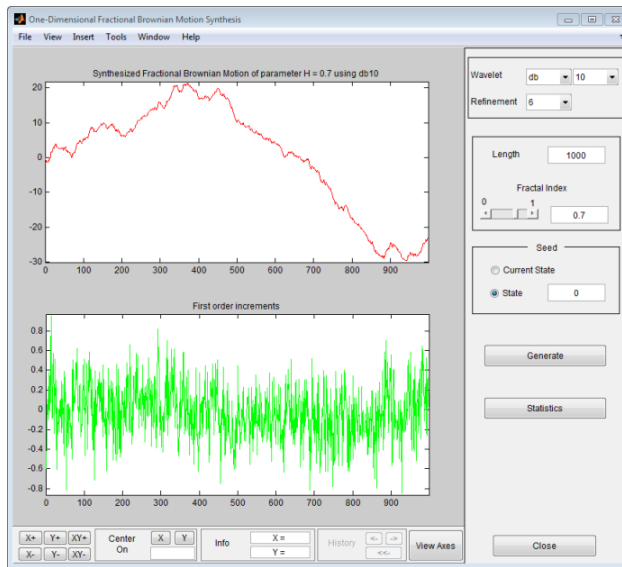 One-Dimensional Fractional Brownian Motion Synthesis
File View Insert Tools Window Help
Synthesized Fractional Brownian Motion of parameter H = 0.7 using db10
20
10
0
-10
-20
-30
0 100 200 300 400 500 600 700 800 900
First order increments
0.8
0.6
0.4
0.2
0
-0.2
-0.4
-0.6
-0.8
0 100 200 300 400 500 600 700 800 900
Wavelet db 10
Refinement 6
Length 1000
Fractal Index
0 1
0.7
Seed
Current State
State 0
Generate
Statistics
Close
X+ Y+ XY+
X- Y- XY-
Center
On
X Y
Info
X =
Y =
History
<- ->
<<-
View Axes